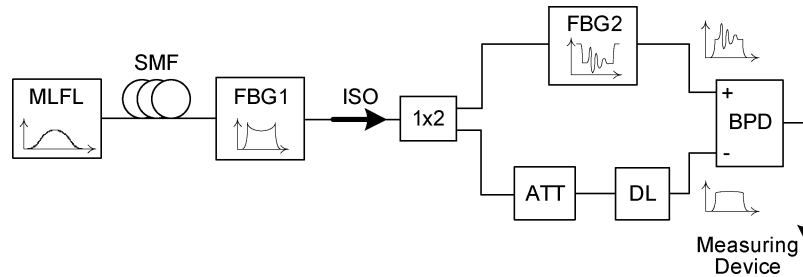 MLFL
SMF
FBG1
ISO
1x2
FBG2
ATT
DL
+
BPD
-
Measuring
Device